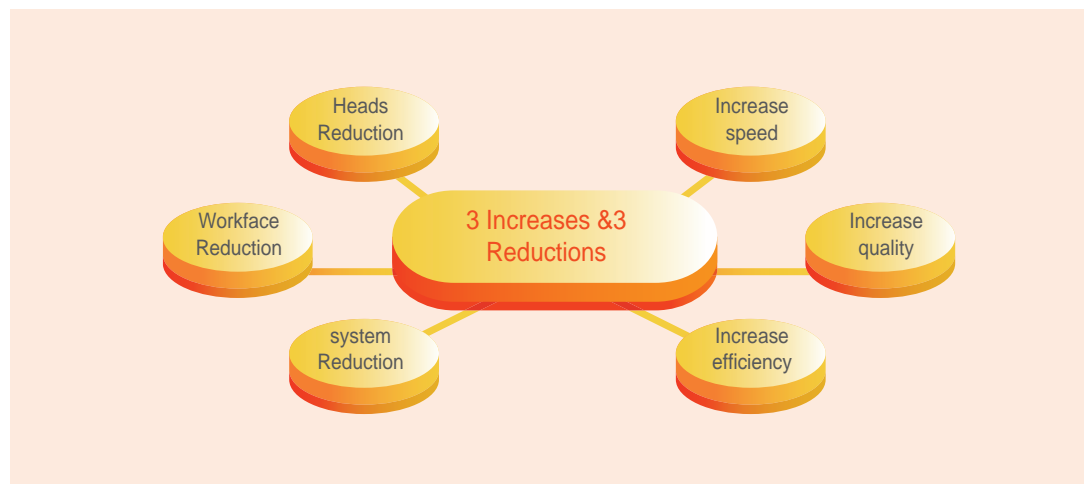 Heads
Reduction
Increase
speed
Workface
Reduction
3 Increases &3
Reductions
Increase
quality
system
Reduction
Increase
efficiency